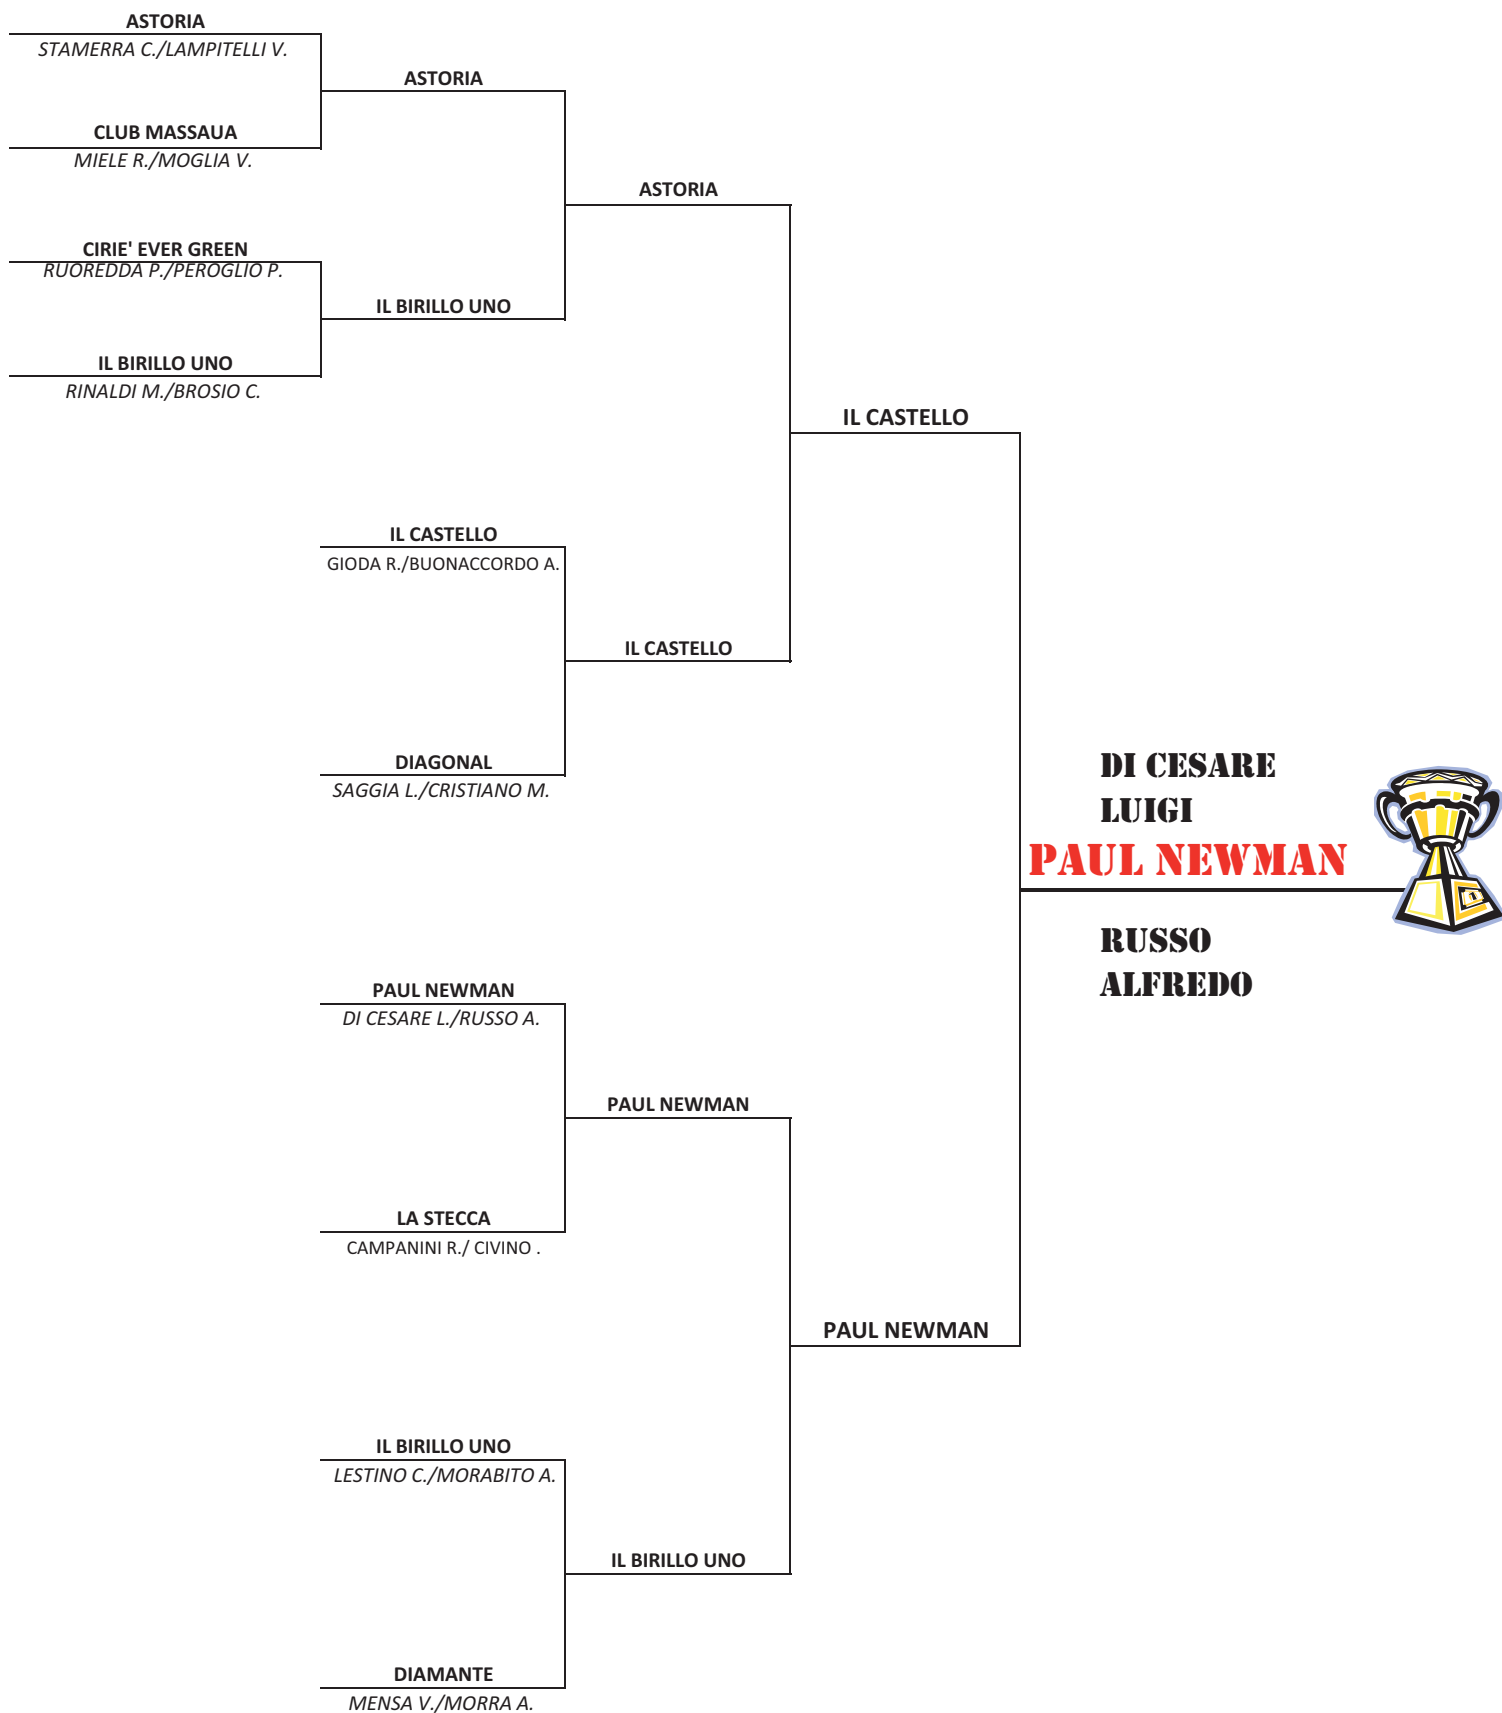 ASTORIA
STAMERRA C./LAMPITELLI V.
ASTORIA
CLUB MASSAUA
MIELE R./MOGLIA V.
ASTORIA
CIRIE' EVER GREEN
RUOREDDA P./PEROGLIO P.
IL BIRILLO UNO
IL BIRILLO UNO
RINALDI M./BROSIO C.
IL CASTELLO
IL CASTELLO
GIODA R./BUONACCORDO A.
IL CASTELLO
DIAGONAL
SAGGIA L./CRISTIANO M.
DI CESARE
LUIGI
PAUL NEWMAN
RUSSO
ALFREDO
PAUL NEWMAN
DI CESARE L./RUSSO A.
PAUL NEWMAN
LA STECCA
CAMPANINI R./ CIVINO .
PAUL NEWMAN
IL BIRILLO UNO
LESTINO C./MORABITO A.
IL BIRILLO UNO
DIAMANTE
MENSA V./MORRA A.